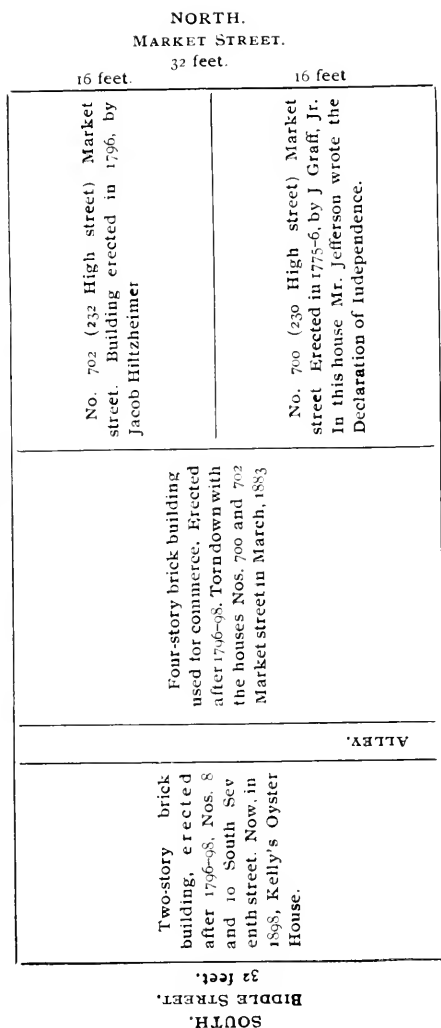 NORTH.
MARKET STREET.
32 feet.
16 feet.
16 feet
No. 702 (232 High street) Market
street. Building erected in 1796, by
Jacob Hiltzheimer
No. 700 (230 High street) Market
street Erected in 1775-6, by J Graff, Jr.
In this house Mr. Jefferson wrote the
Declaration of Independence.
Four-story brick building
used for commerce. Erected
after 1796-98. Torn down with
the houses Nos. 700 and 702
Market street in March, 1883
ALLEY.
Two-story brick
building, erected
after 1796-98, Nos. 8
and 10 South Sev
enth street. Now, in
1898, Kelly's Oyster
House.
32 feet.
BIDDLE STREET.
SOUTH.